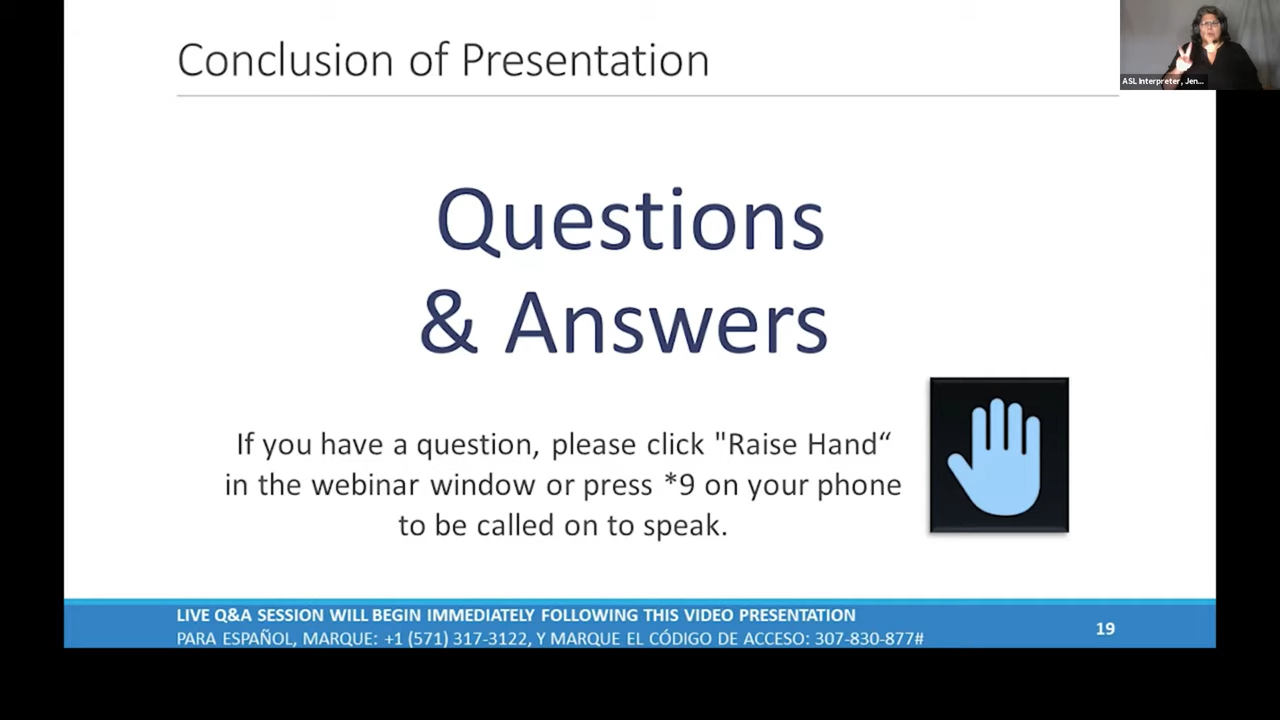 Conclusion of Presentation
ASL Interpreter, Jen...
Questions
& Answers
If you have a question, please click "Raise Hand“
in the webinar window or press *9 on your phone
to be called on to speak.
LIVE Q&A SESSION WILL BEGIN IMMEDIATELY FOLLOWING THIS VIDEO PRESENTATION
PARA ESPAÑOL, MARQUE: +1 (571) 317-3122, Y MARQUE EL CÓDIGO DE ACCESO: 307-830-877#
19